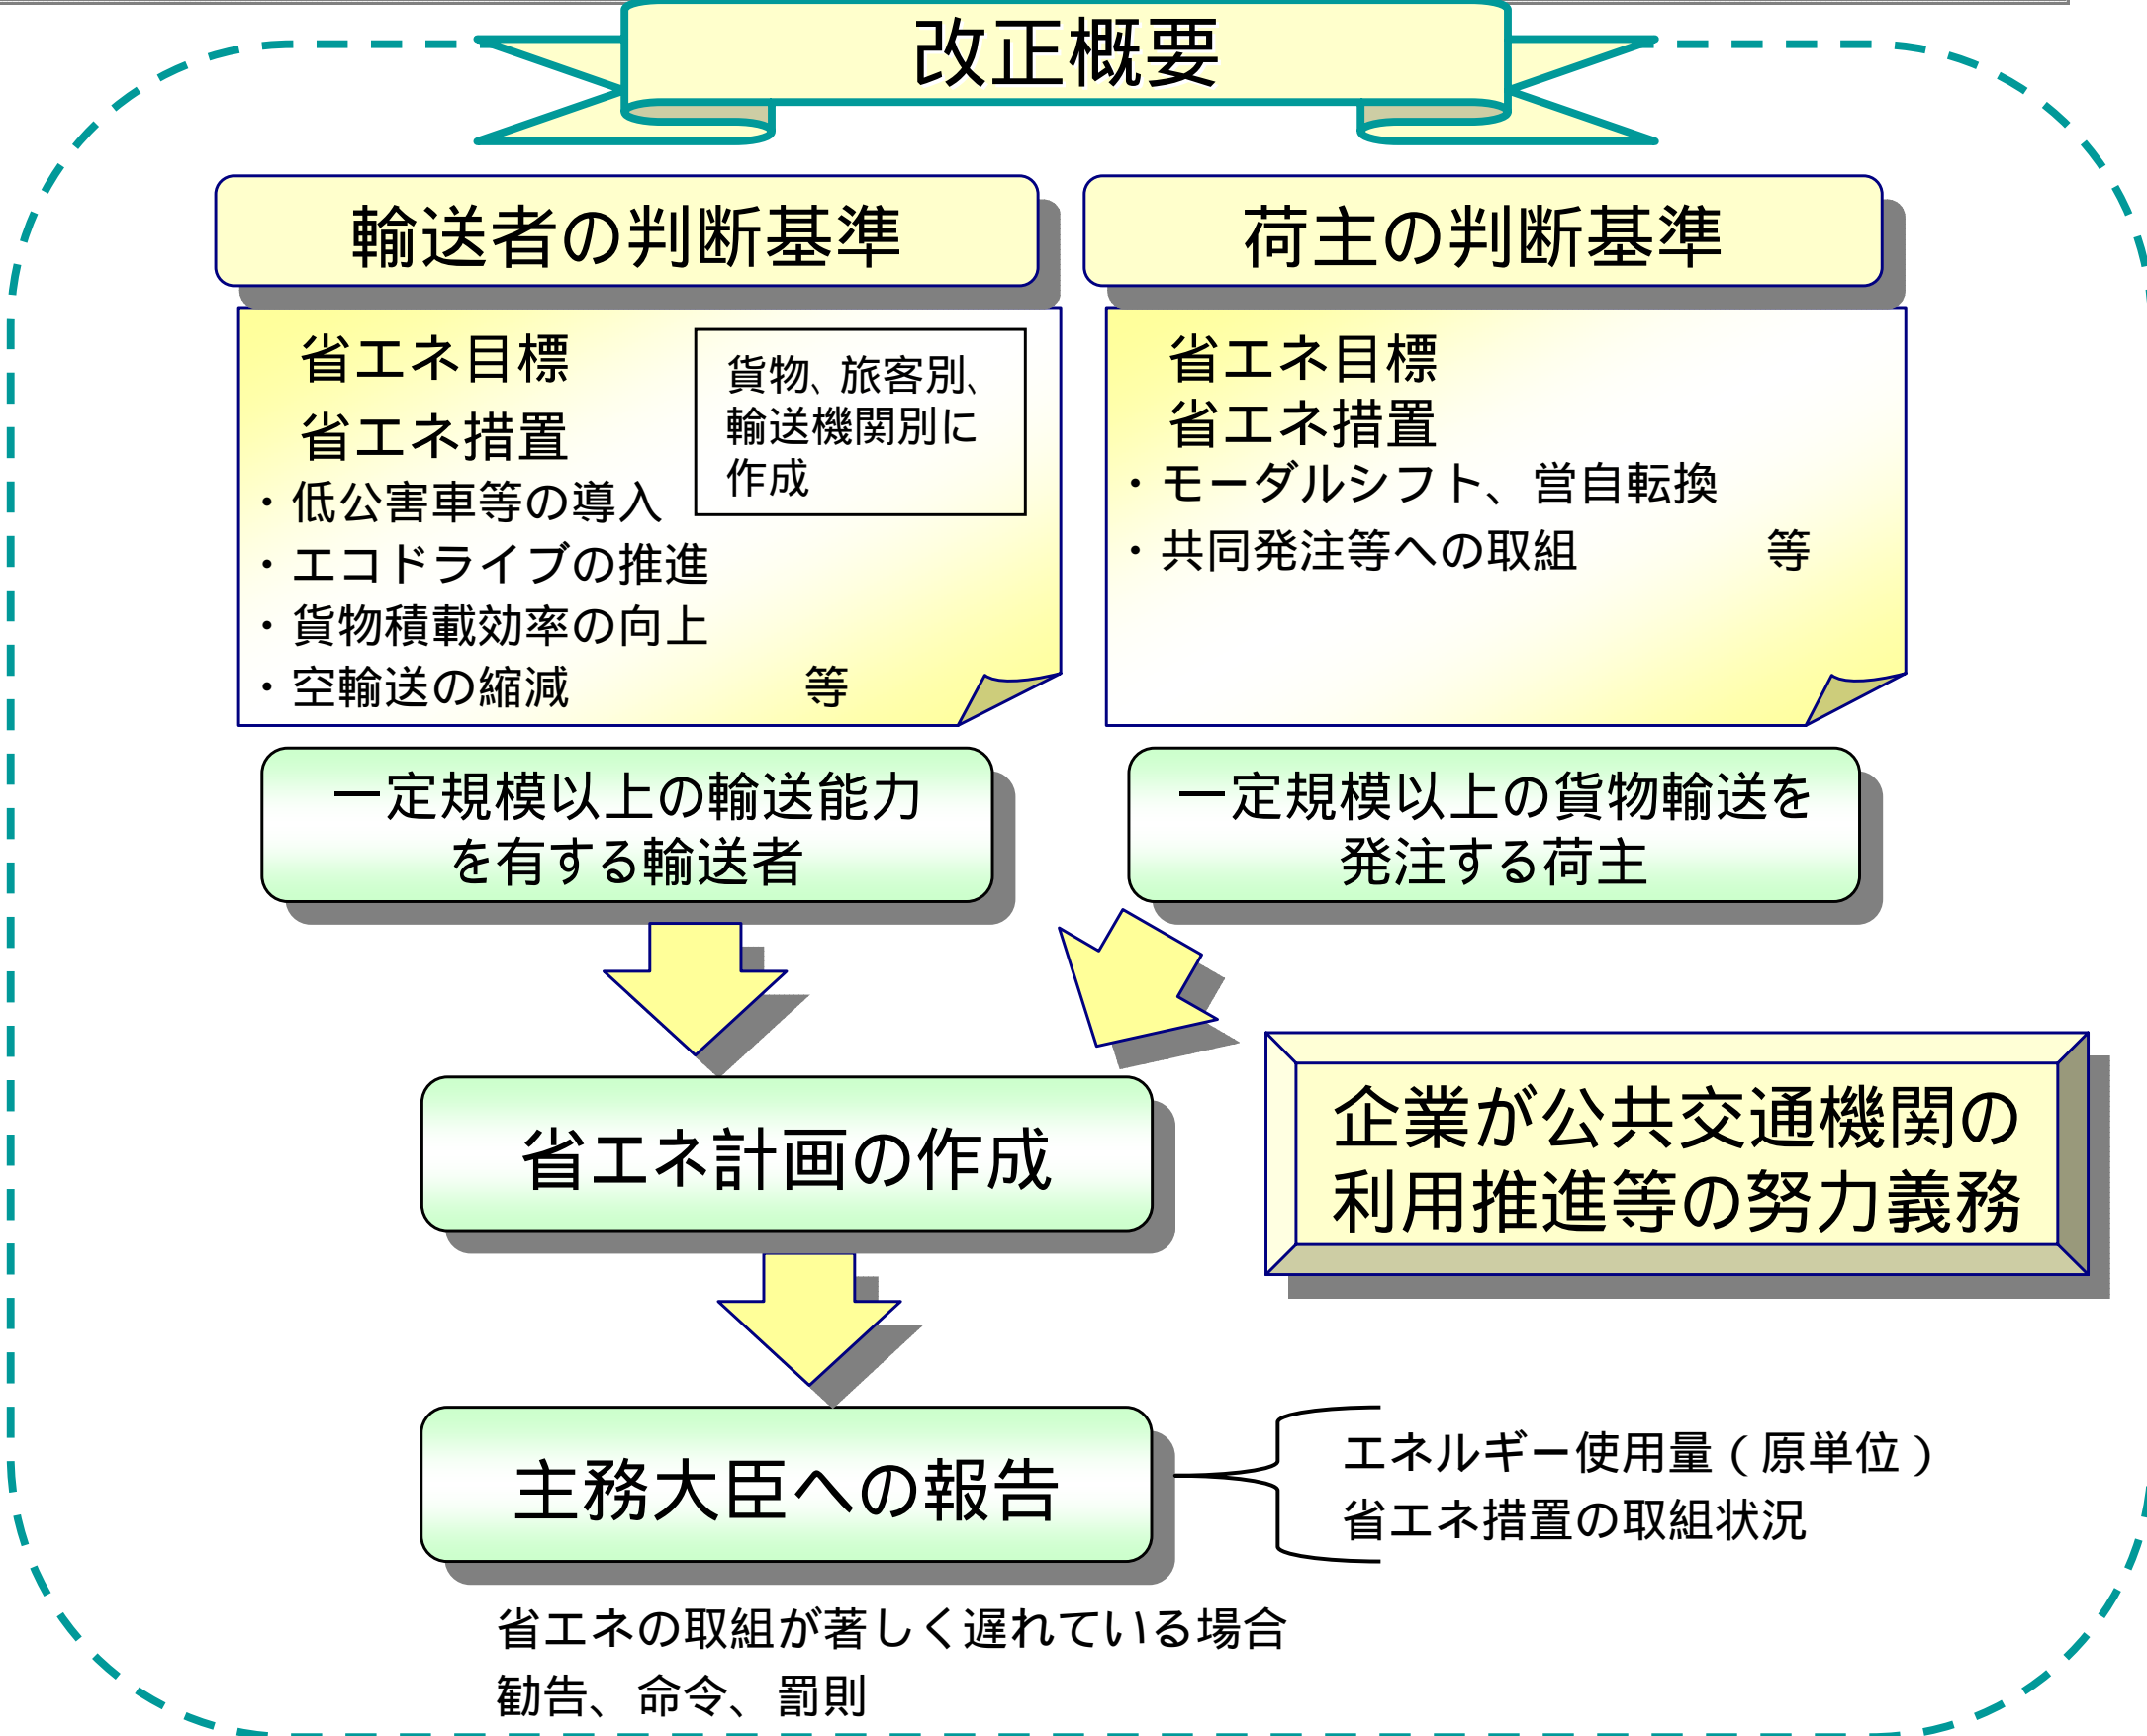 改正概要
輸送者の判断基準
省エネ目標
省エネ措置
・低公害車等の導入
・エコドライブの推進
・貨物積載効率の向上
・空輸送の縮減 等
貨物、旅客別、
輸送機関別に
作成
荷主の判断基準
省エネ目標
省エネ措置
・モーダルシフト、営自転換
・共同発注等への取組 等
一定規模以上の輸送能力
を有する輸送者
一定規模以上の貨物輸送を
発注する荷主
省エネ計画の作成
企業が公共交通機関の
利用推進等の努力義務
主務大臣への報告
エネルギー使用量(原単位)
省エネ措置の取組状況
省エネの取組が著しく遅れている場合
勧告、命令、罰則